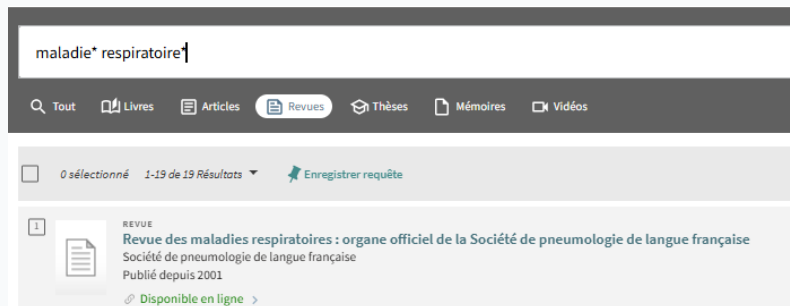 maladie* respiratoire*
Tout Livres Articles Revues Thèses Mémoires Vidéos
0 sélectionné 1-19 de 19 Résultats Enregistrer requête
1
REVUE
Revue des maladies respiratoires : organe officiel de la Société de pneumologie de langue française
Société de pneumologie de langue française
Publié depuis 2001
Disponible en ligne